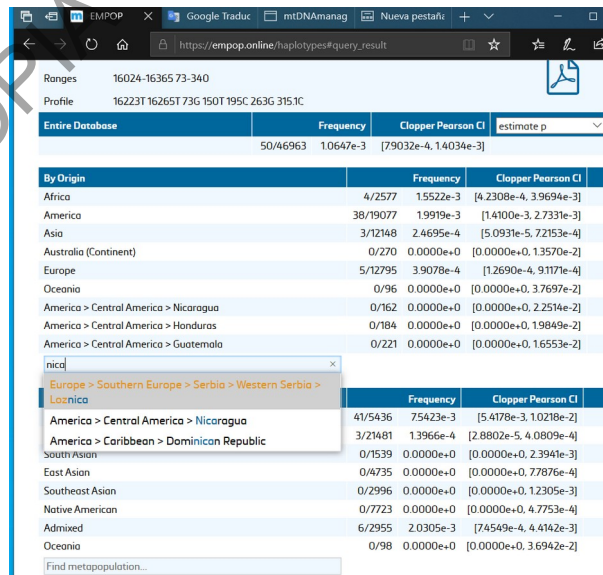 EMPOP
Google Traduc
mtDNAmanag
Nueva pestaña
https://empop.online/haplotypes#query_result
Ranges 16024-16365 73-340
Profile 16223T 16265T 73G 150T 195C 263G 315.1C
Entire Database Frequency Clopper Pearson CI estimate p
50/46963 1.0647e-3 [7.9032e-4, 1.4034e-3]
By Origin Frequency Clopper Pearson CI
Africa 4/2577 1.5522e-3 [4.2308e-4, 3.9694e-3]
America 38/19077 1.9919e-3 [1.4100e-3, 2.7331e-3]
Asia 3/12148 2.4695e-4 [5.0931e-5, 7.2153e-4]
Australia (Continent) 0/270 0.0000e+0 [0.0000e+0, 1.3570e-2]
Europe 5/12795 3.9078e-4 [1.2690e-4, 9.1171e-4]
Oceania 0/96 0.0000e+0 [0.0000e+0, 3.7697e-2]
America > Central America > Nicaragua 0/162 0.0000e+0 [0.0000e+0, 2.2514e-2]
America > Central America > Honduras 0/184 0.0000e+0 [0.0000e+0, 1.9849e-2]
America > Central America > Guatemala 0/221 0.0000e+0 [0.0000e+0, 1.6553e-2]
nica
Europe > Southern Europe > Serbia > Western Serbia >
Loznica
Frequency Clopper Pearson CI
America > Central America > Nicaragua
41/5436 7.5423e-3 [5.4178e-3, 1.0218e-2]
America > Caribbean > Dominican Republic
3/21481 1.3966e-4 [2.8802e-5, 4.0809e-4]
South Asian 0/1539 0.0000e+0 [0.0000e+0, 2.3941e-3]
East Asian 0/4735 0.0000e+0 [0.0000e+0, 7.7876e-4]
Southeast Asian 0/2996 0.0000e+0 [0.0000e+0, 1.2305e-3]
Native American 0/7723 0.0000e+0 [0.0000e+0, 4.7753e-4]
Admixed 6/2955 2.0305e-3 [7.4549e-4, 4.4142e-3]
Oceania 0/98 0.0000e+0 [0.0000e+0, 3.6942e-2]
Find metapopulation...